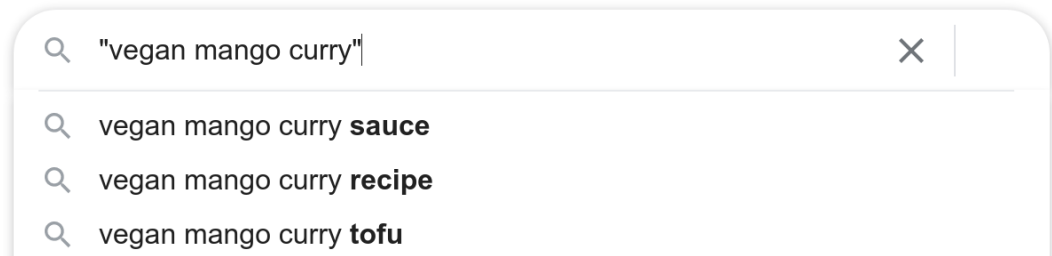 "vegan mango curry"
vegan mango curry sauce
vegan mango curry recipe
vegan mango curry tofu